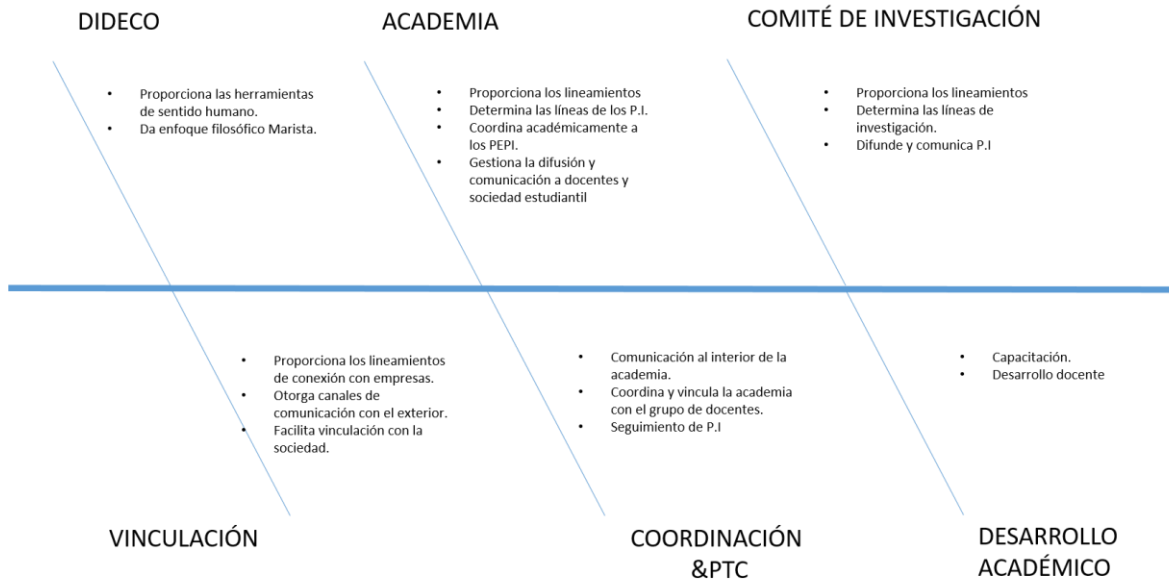 DIDECO
• Proporciona las herramientas
de sentido humano.
• Da enfoque filosófico Marista.
ACADEMIA
• Proporciona los lineamientos
• Determina las líneas de los P.I.
• Coordina académicamente a
los PEPI.
• Gestiona la difusión y
comunicación a docentes y
sociedad estudiantil
COMITÉ DE INVESTIGACIÓN
• Proporciona los lineamientos
• Determina las líneas de
investigación.
• Difunde y comunica P.I
• Proporciona los lineamientos
de conexión con empresas.
• Otorga canales de
comunicación con el exterior.
• Facilita vinculación con la
sociedad.
VINCULACIÓN
• Comunicación al interior de la
academia.
• Coordina y vincula la academia
con el grupo de docentes.
• Seguimiento de P.I
COORDINACIÓN
&PTC
• Capacitación.
• Desarrollo docente
DESARROLLO
ACADÉMICO